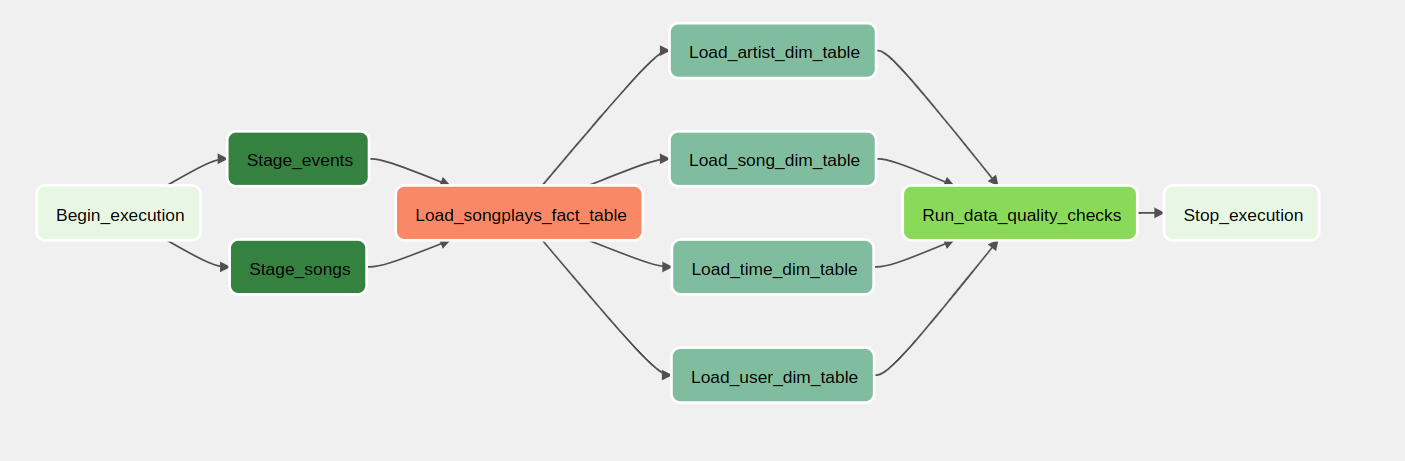 Load_artist_dim_table
Stage_events
Load_song_dim_table
Begin_execution
Load_songplays_fact_table
Run_data_quality_checks
Stop_execution
Stage_songs
Load_time_dim_table
Load_user_dim_table